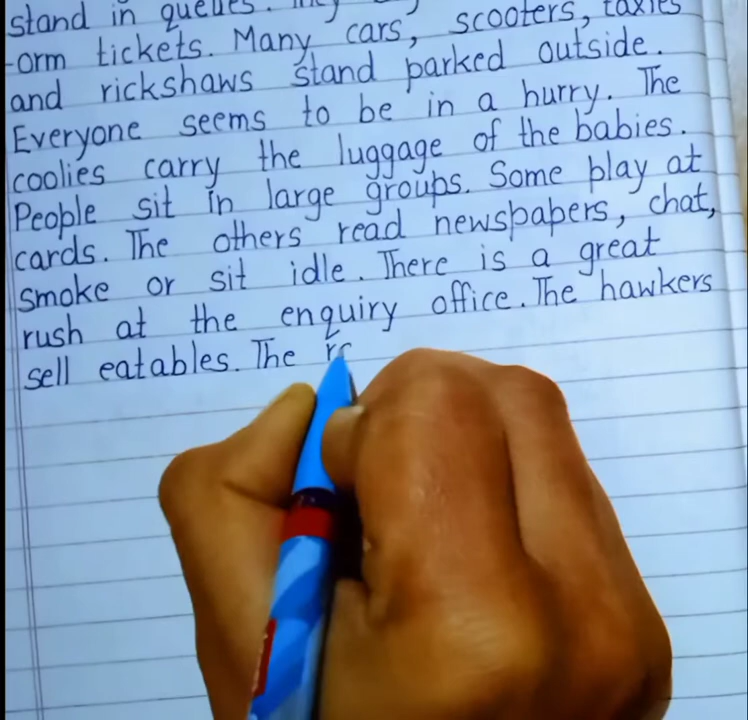 stand in queues. They
-orm tickets. Many cars, scooters, taxies
and rickshaws stand parked outside.
Everyone seems to be in a hurry. The
coolies carry the luggage of the babies.
People sit in large groups. Some play at
cards. The others read newspapers, chat,
smoke or sit idle. There is a great
rush at the enquiry office. The hawkers
sell eatables. The